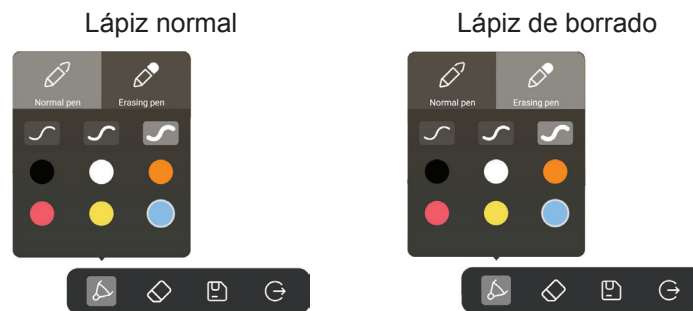 Lápiz normal
Lápiz de borrado
Normal pen
Erasing pen
Normal pen
Erasing pen